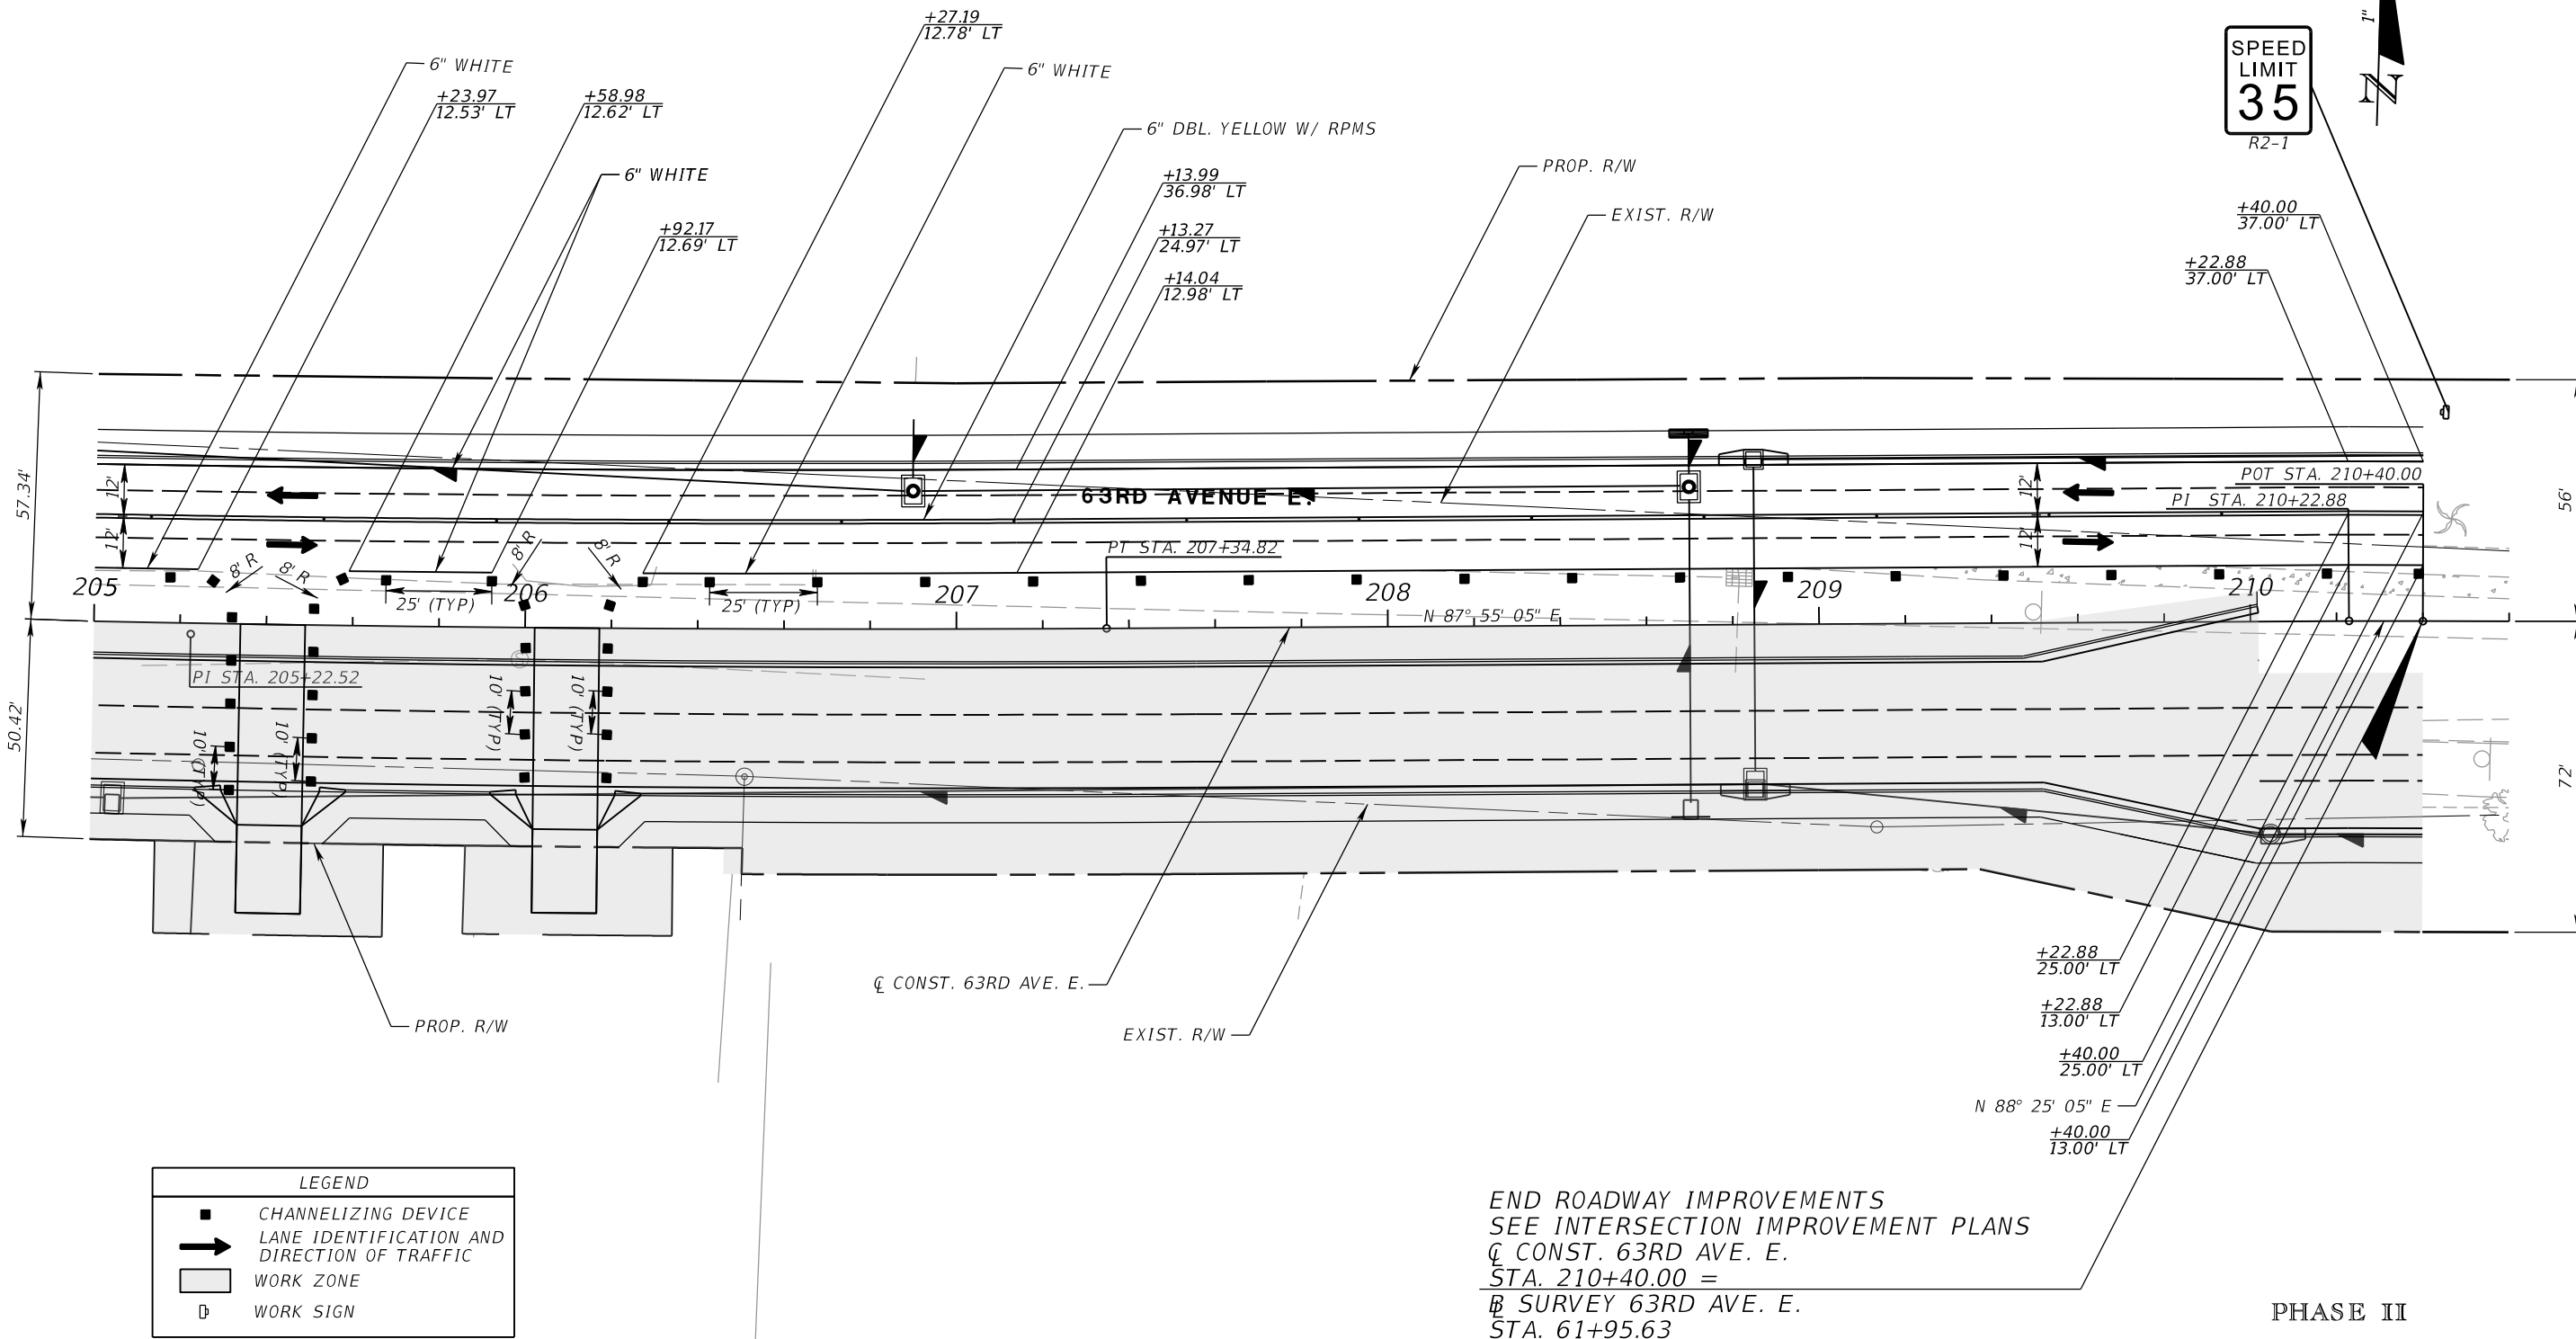 +27.19
12.78' LT
1"
SPEED
LIMIT
35
R2-1
N
6" WHITE
6" WHITE
+23.97
12.53' LT
+58.98
12.62' LT
6" DBL. YELLOW W/ RPMS
6" WHITE
+13.99
36.98' LT
PROP. R/W
EXIST. R/W
+92.17
12.69' LT
+13.27
24.97' LT
+14.04
12.98' LT
+40.00
37.00' LT
+22.88
37.00' LT
57.34'
12'
12'
63RD AVENUE E.
12'
12'
POT STA. 210+40.00
PI STA. 210+22.88
56'
8' R
8' R
8' R
8' R
PT STA. 207+34.82
205
25' (TYP)
206
25' (TYP)
207
208
N 87° 55' 05" E
209
210
PI STA. 205+22.52
50.42'
10' (TYP)
10' (TYP)
10' (TYP)
10' (TYP)
72'
℄ CONST. 63RD AVE. E.
PROP. R/W
EXIST. R/W
+22.88
25.00' LT
+22.88
13.00' LT
+40.00
25.00' LT
N 88° 25' 05" E
+40.00
13.00' LT
LEGEND
CHANNELIZING DEVICE
LANE IDENTIFICATION AND
DIRECTION OF TRAFFIC
WORK ZONE
WORK SIGN
END ROADWAY IMPROVEMENTS
SEE INTERSECTION IMPROVEMENT PLANS
℄ CONST. 63RD AVE. E.
STA. 210+40.00 =
B̲L SURVEY 63RD AVE. E.
STA. 61+95.63
PHASE II